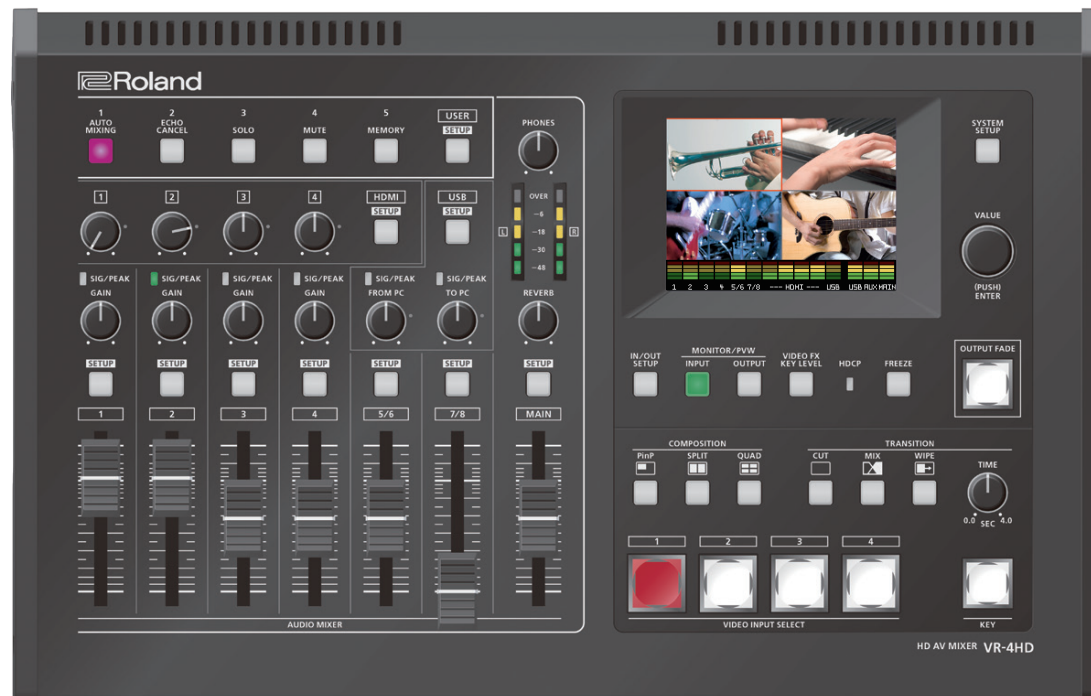 Roland
1 2 3 4 5
AUTO MIXING
ECHO CANCEL
SOLO
MUTE
MEMORY
USER
SETUP
1 2 3 4
HDMI
SETUP
USB
SETUP
SIG/PEAK SIG/PEAK SIG/PEAK SIG/PEAK SIG/PEAK SIG/PEAK
GAIN GAIN GAIN GAIN FROM PC TO PC
SETUP SETUP SETUP SETUP SETUP SETUP
1 2 3 4 5/6 7/8
AUDIO MIXER
PHONES
OVER
-6
L -18 R
-30
-48
REVERB
SETUP
MAIN
1 2 3 4 5/6 7/8 --- HDMI --- USB USB AUX MAIN
SYSTEM
SETUP
VALUE
(PUSH)
ENTER
IN/OUT
SETUP
MONITOR/PVW
INPUT OUTPUT
VIDEO FX
KEY LEVEL
HDCP
FREEZE
OUTPUT FADE
COMPOSITION
PinP SPLIT QUAD
TRANSITION
CUT MIX WIPE
TIME
0.0 SEC 4.0
1 2 3 4
VIDEO INPUT SELECT
KEY
HD AV MIXER VR-4HD